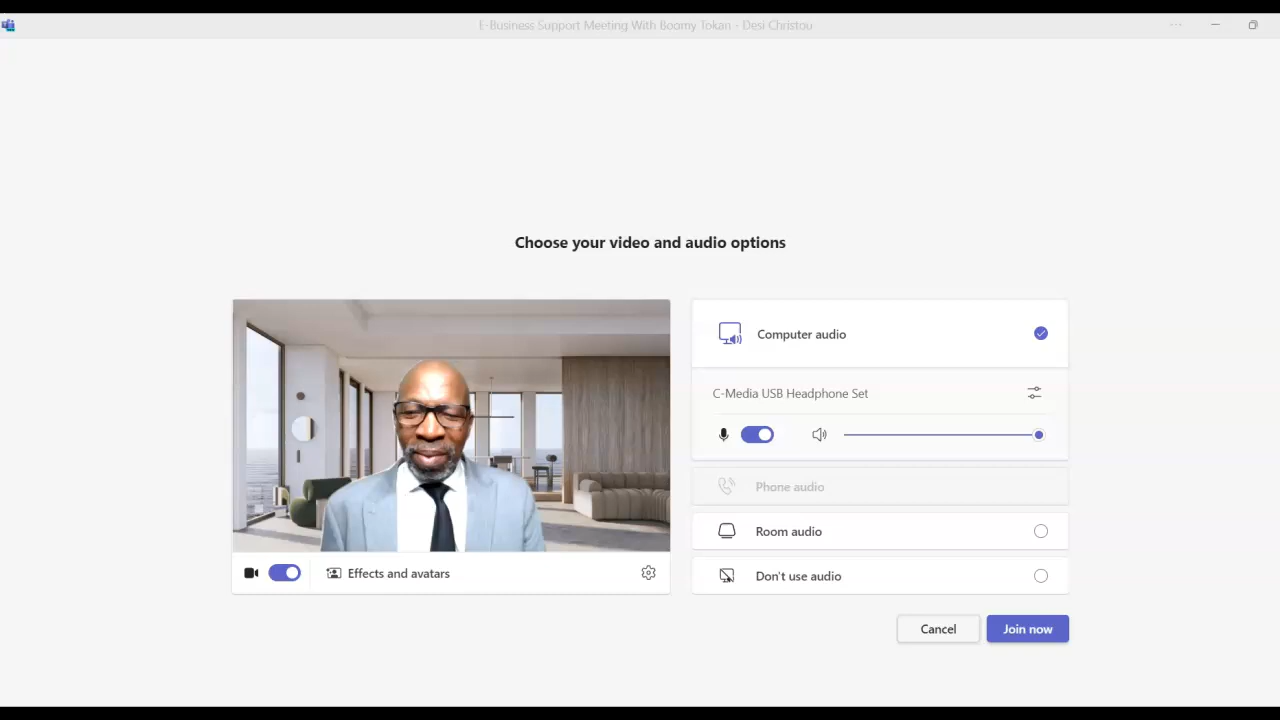 E-Business Support Meeting With Boomy Tokan - Desi Christou
Choose your video and audio options
Computer audio
C-Media USB Headphone Set
Phone audio
Room audio
Don't use audio
Effects and avatars
Cancel
Join now